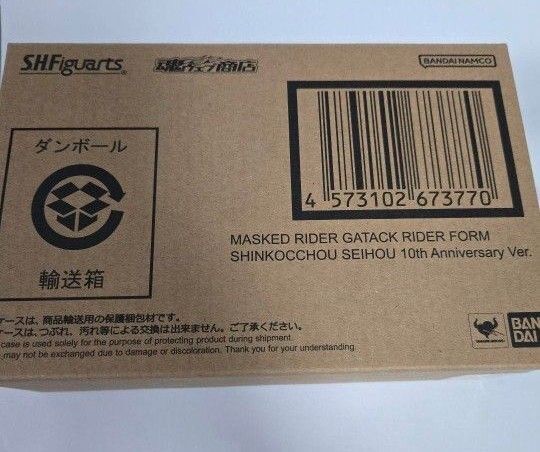 S.H.Figuarts
魂ウェブ商店
BANDAI NAMCO
ダンボール
輸送箱
4 573102 673770
MASKED RIDER GATACK RIDER FORM
SHINKOCCHOU SEIHOU 10th Anniversary Ver.
ケースは、商品輸送用の保護梱包材です。
ケースは、つぶれ、汚れ等による交換は出来ません。ご了承ください。
case is used solely for the purpose of protecting product during shipment
may not be exchanged due to damage or discoloration. Thank you for your understanding.
BAN
DAI